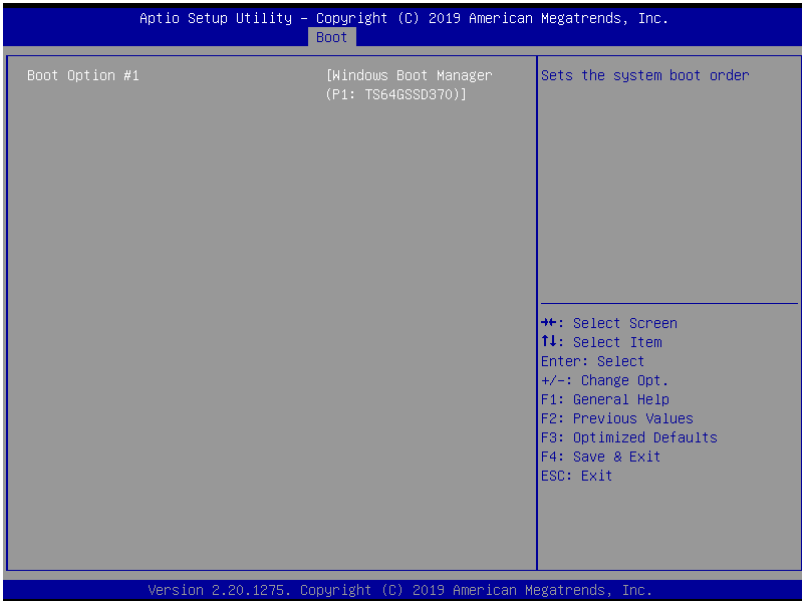 Aptio Setup Utility – Copyright (C) 2019 American Megatrends, Inc.
Boot
Boot Option #1 [Windows Boot Manager
(P1: TS64GSSD370)]
Sets the system boot order
→←: Select Screen
↑↓: Select Item
Enter: Select
+/-: Change Opt.
F1: General Help
F2: Previous Values
F3: Optimized Defaults
F4: Save & Exit
ESC: Exit
Version 2.20.1275. Copyright (C) 2019 American Megatrends, Inc.